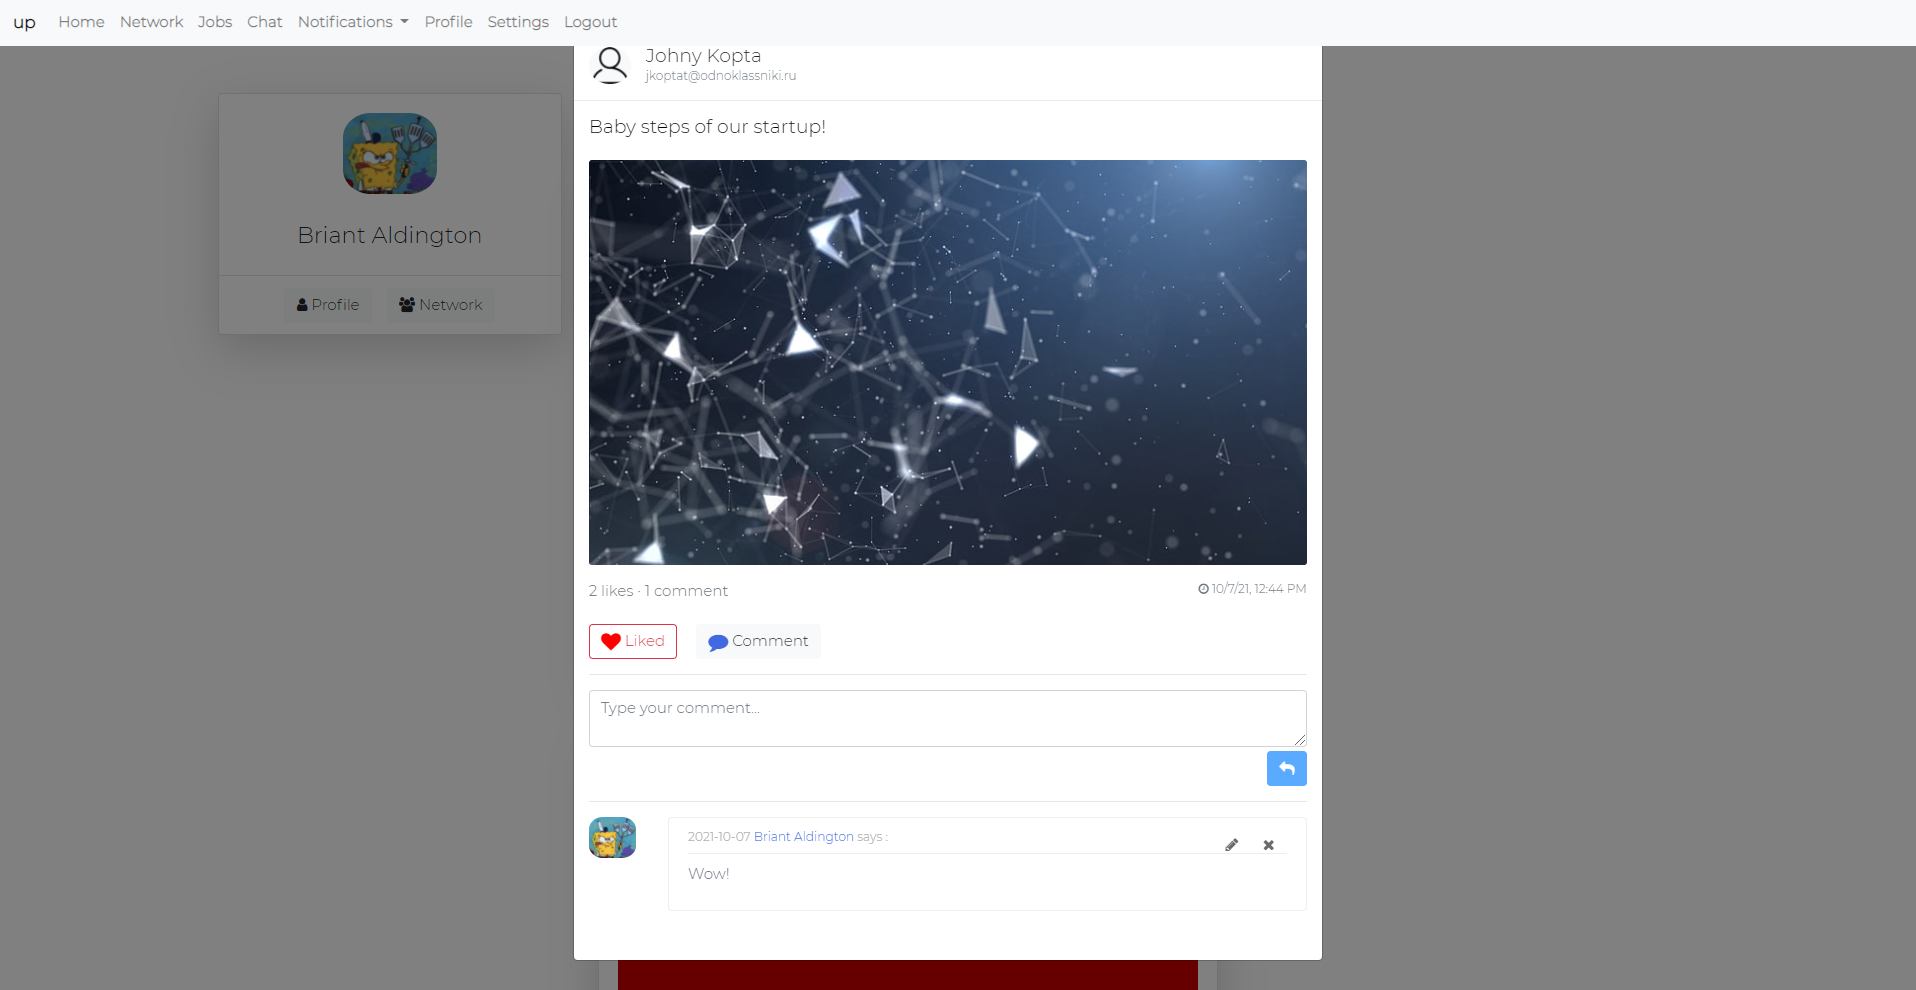 up Home Network Jobs Chat Notifications Profile Settings Logout
Johny Kopta
jkoptat@odnoklassniki.ru
Briant Aldington
Profile Network
Baby steps of our startup!
2 likes · 1 comment 10/7/21, 12:44 PM
Liked Comment
Type your comment...
2021-10-07 Briant Aldington says :
Wow!